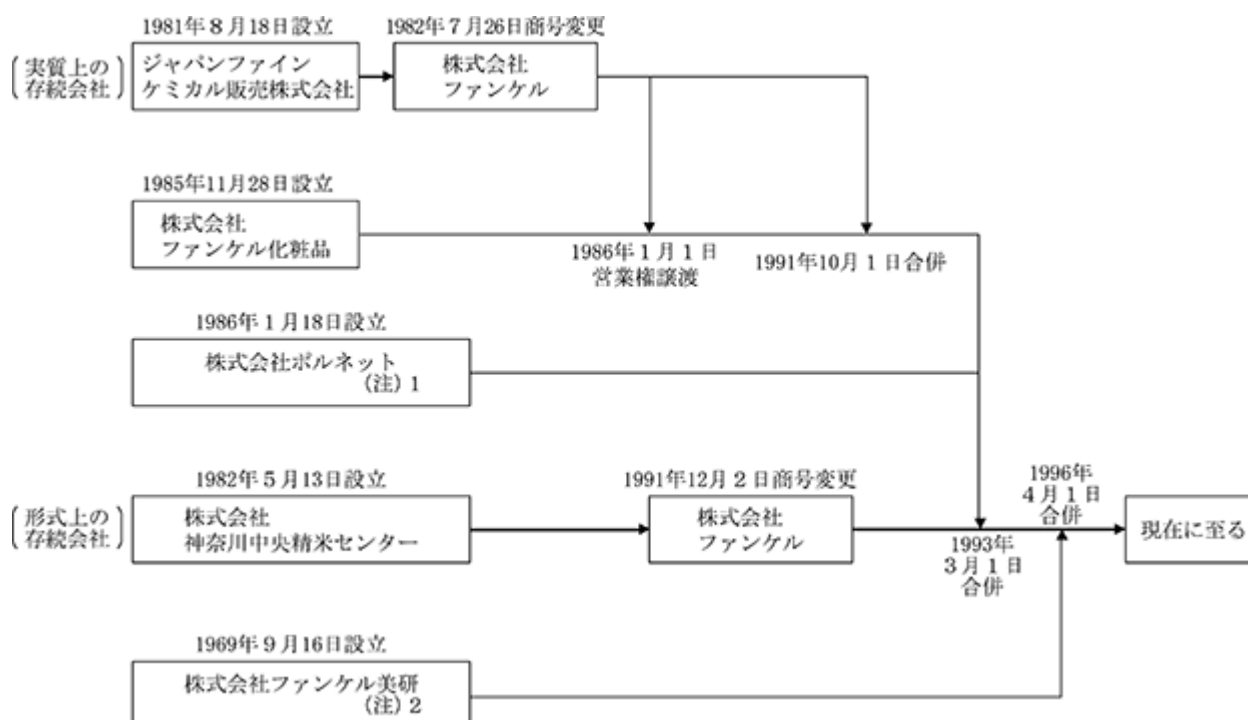 1981年8月18日設立
1982年7月26日商号変更
実質上の
存続会社
ジャパンファイン
ケミカル販売株式会社
株式会社
ファンケル
1985年11月28日設立
株式会社
ファンケル化粧品
1986年1月1日
営業権譲渡
1991年10月1日合併
1986年1月18日設立
株式会社ポルネット
(注)1
1982年5月13日設立
1991年12月2日商号変更
1996年
4月1日
合併
形式上の
存続会社
株式会社
神奈川中央精米センター
株式会社
ファンケル
現在に至る
1993年
3月1日
合併
1969年9月16日設立
株式会社ファンケル美研
(注)2